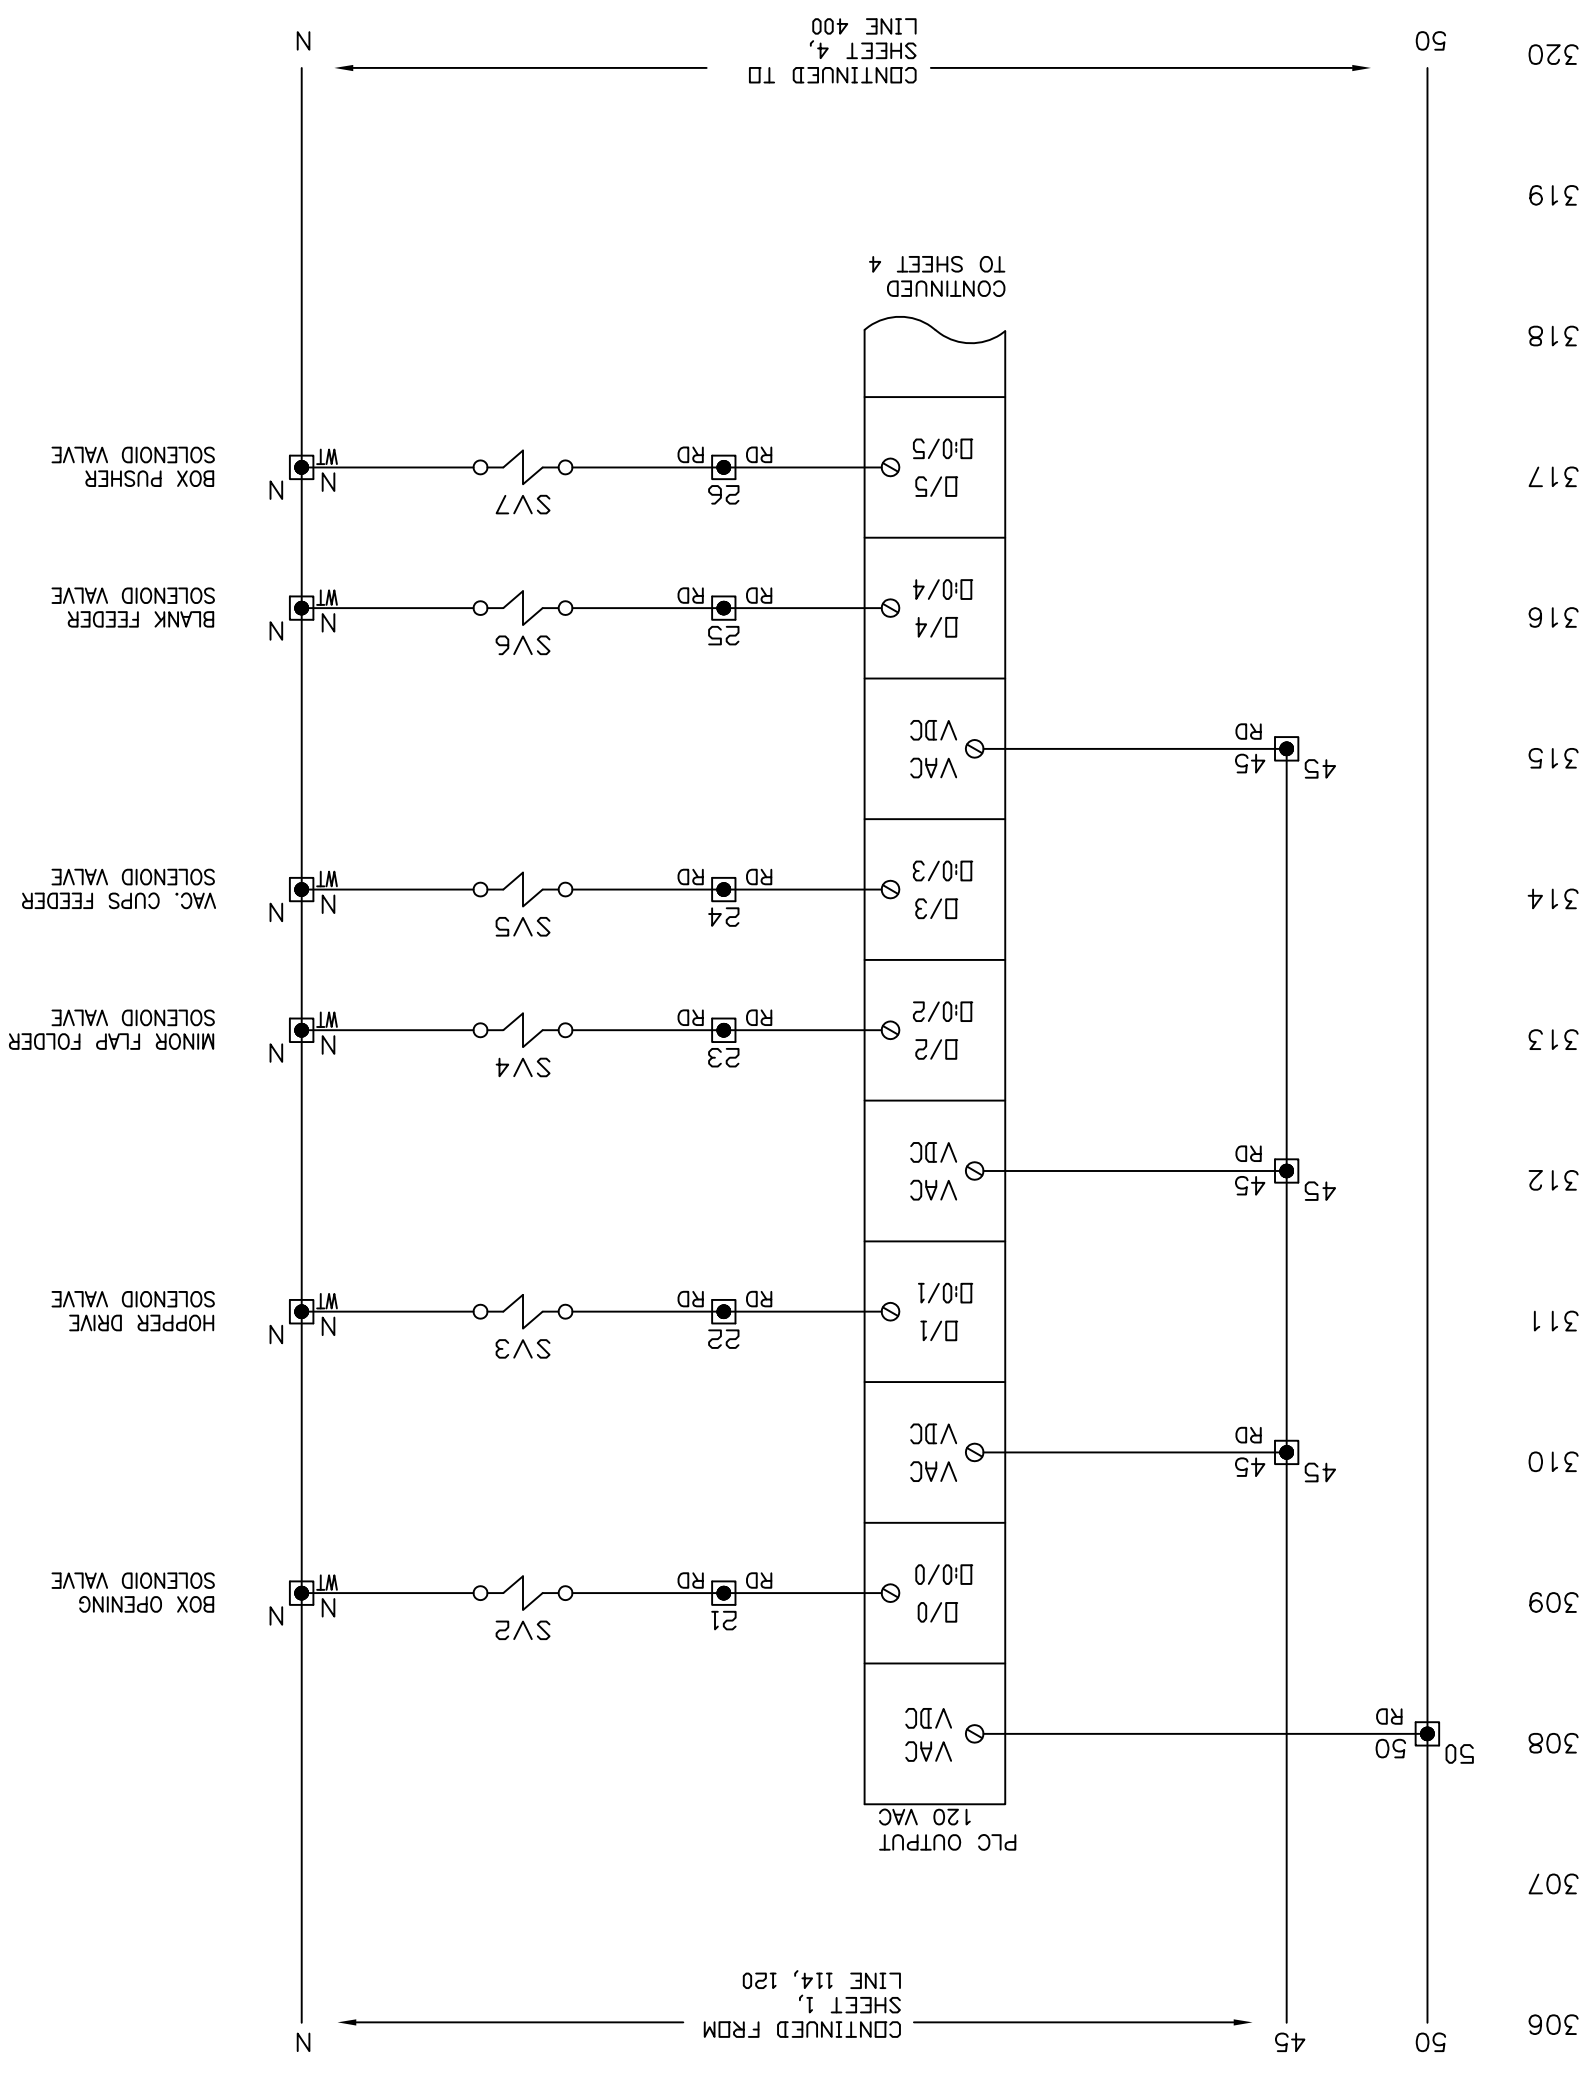 306
50
45
CONTINUED FROM
SHEET 1,
LINE 114, 120
N
307
PLC OUTPUT
120 VAC
308
50
50
RD
VAC
VDC
309
O/0
O:0/0
21
RD
RD
SV2
N
WT
N
BOX OPENING
SOLENOID VALVE
310
45
45
RD
VAC
VDC
311
O/1
O:0/1
22
RD
RD
SV3
N
WT
N
HOPPER DRIVE
SOLENOID VALVE
312
45
45
RD
VAC
VDC
313
O/2
O:0/2
23
RD
RD
SV4
N
WT
N
MINOR FLAP FOLDER
SOLENOID VALVE
314
O/3
O:0/3
24
RD
RD
SV5
N
WT
N
VAC. CUPS FEEDER
SOLENOID VALVE
315
45
45
RD
VAC
VDC
316
O/4
O:0/4
25
RD
RD
SV6
N
WT
N
BLANK FEEDER
SOLENOID VALVE
317
O/5
O:0/5
26
RD
RD
SV7
N
WT
N
BOX PUSHER
SOLENOID VALVE
318
CONTINUED
TO SHEET 4
319
320
50
CONTINUED TO
SHEET 4,
LINE 400
N